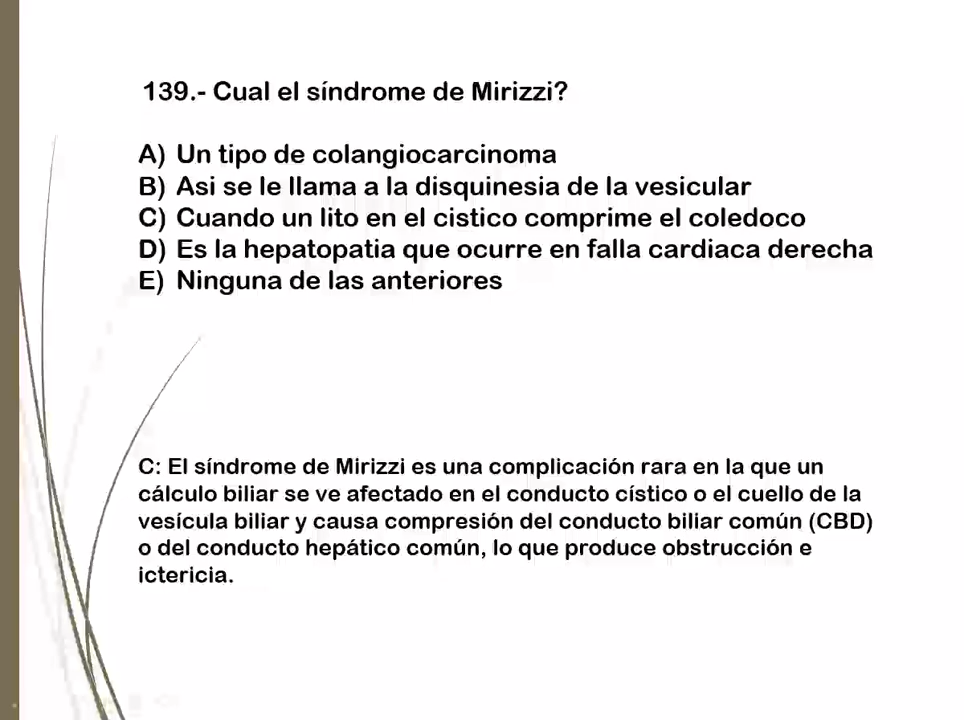 139.- Cual el síndrome de Mirizzi?
A) Un tipo de colangiocarcinoma
B) Asi se le llama a la disquinesia de la vesicular
C) Cuando un lito en el cistico comprime el coledoco
D) Es la hepatopatia que ocurre en falla cardiaca derecha
E) Ninguna de las anteriores
C: El síndrome de Mirizzi es una complicación rara en la que un
cálculo biliar se ve afectado en el conducto cístico o el cuello de la
vesícula biliar y causa compresión del conducto biliar común (CBD)
o del conducto hepático común, lo que produce obstrucción e
ictericia.